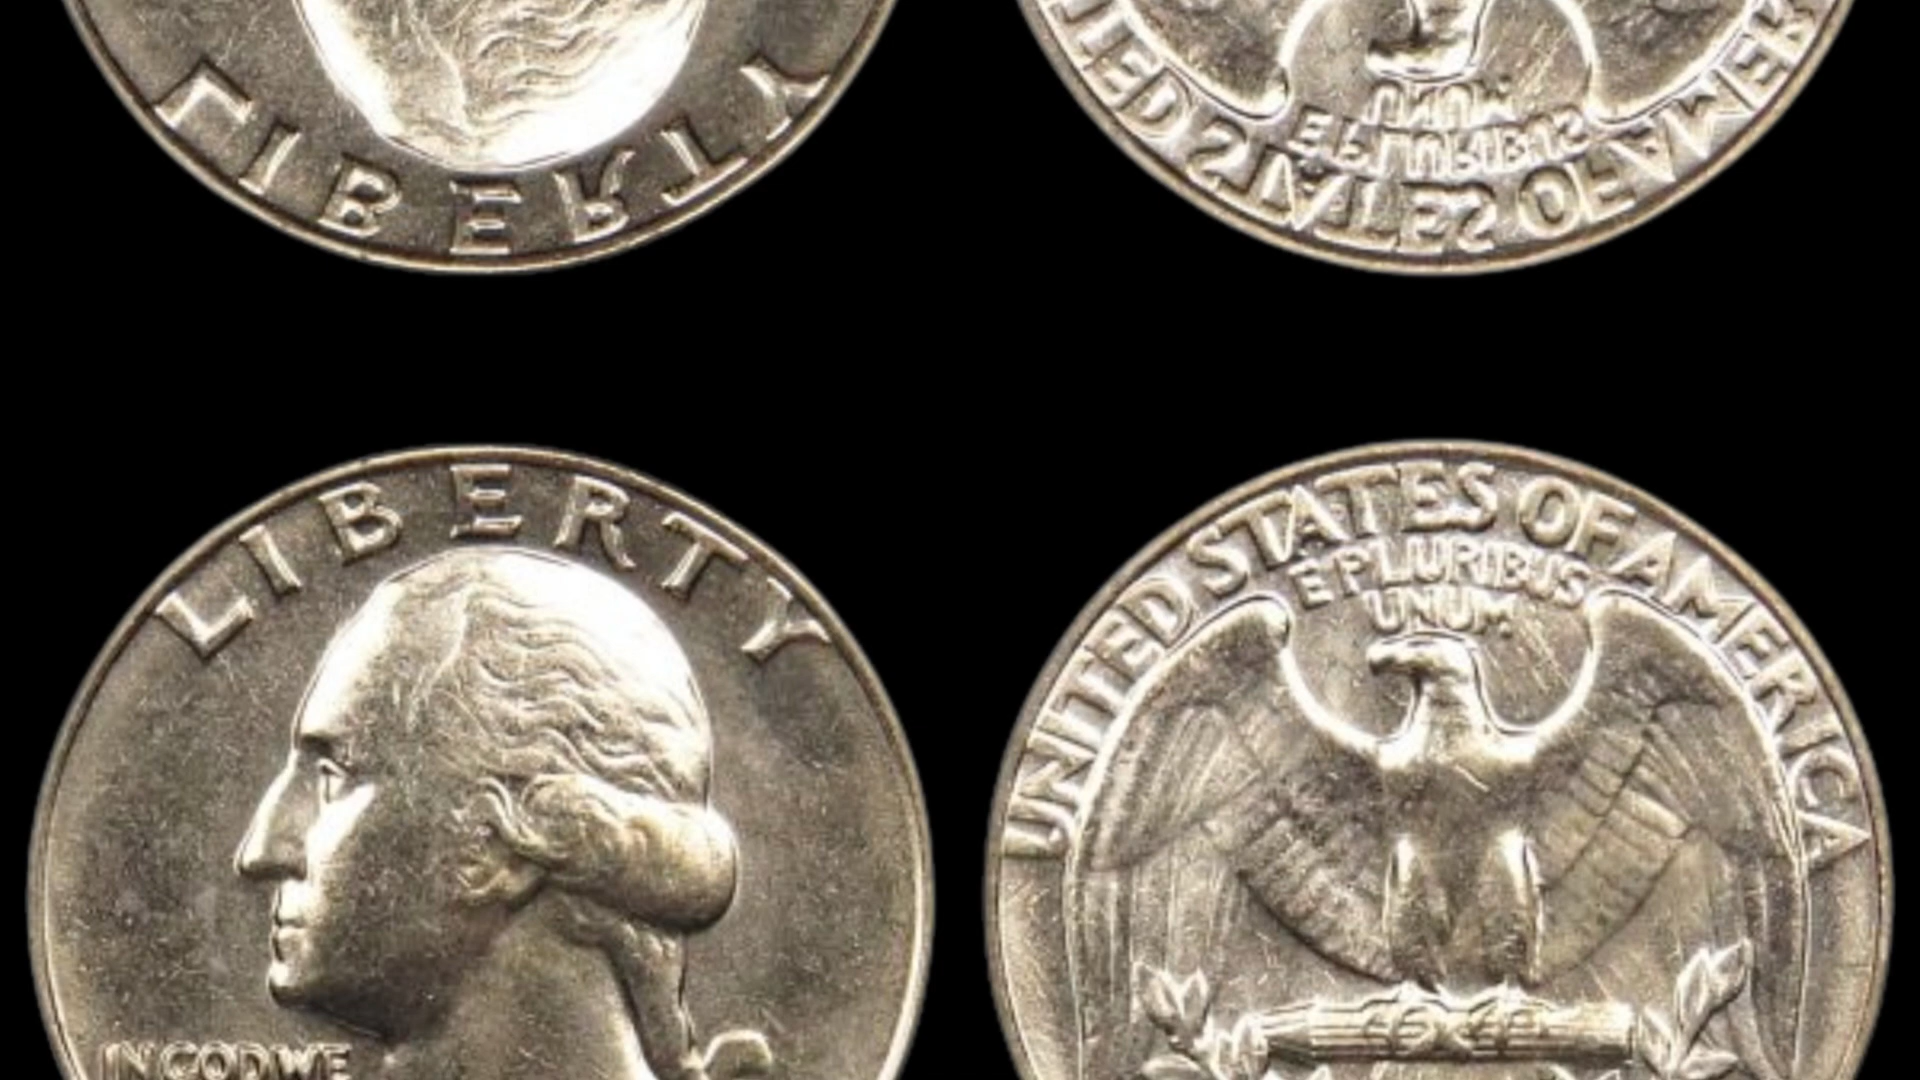 LIBERTY
UNITED STATES OF AMERICA
E PLURIBUS
UNUM
LIBERTY
IN GOD WE
UNITED STATES OF AMERICA
E PLURIBUS
UNUM